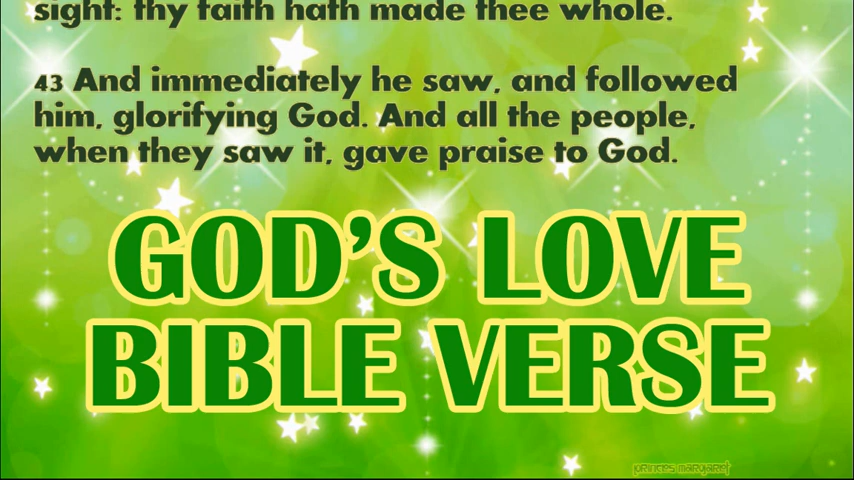 sight: thy faith hath made thee whole.
43 And immediately he saw, and followed
him, glorifying God. And all the people,
when they saw it, gave praise to God.
GOD'S LOVE
BIBLE VERSE